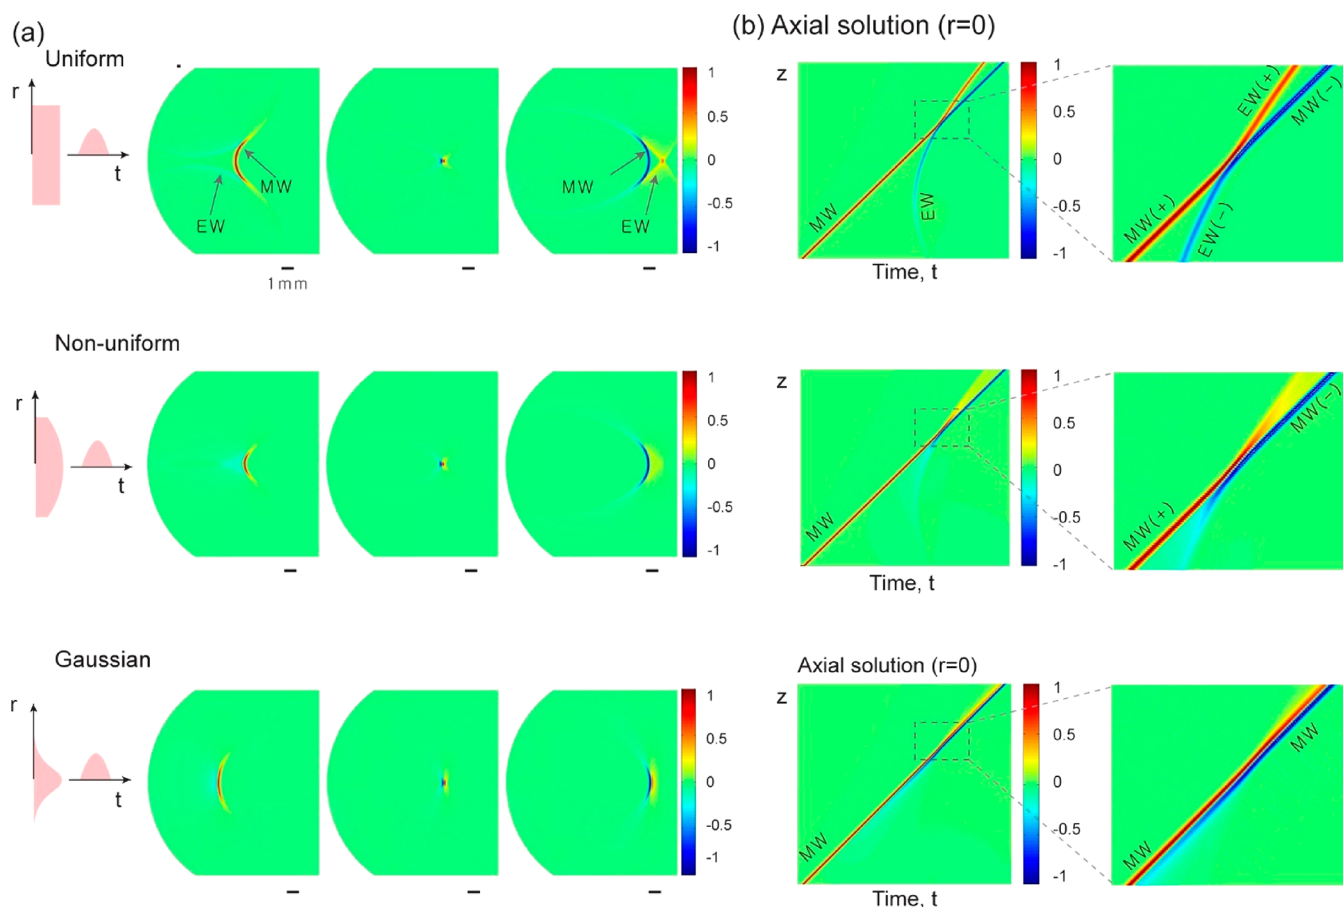 (a)
(b) Axial solution (r=0)
Uniform
r
t
MW
EW
MW
EW
1mm
1
0.5
0
-0.5
-1
z
MW
EW
Time, t
1
0.5
0
-0.5
-1
EW(+)
MW(-)
MW(+)
EW(-)
Non-uniform
r
t
1
0.5
0
-0.5
-1
z
MW
Time, t
1
0.5
0
-0.5
-1
MW(-)
MW(+)
Gaussian
r
t
1
0.5
0
-0.5
-1
Axial solution (r=0)
z
MW
Time, t
1
0.5
0
-0.5
-1
MW
MW